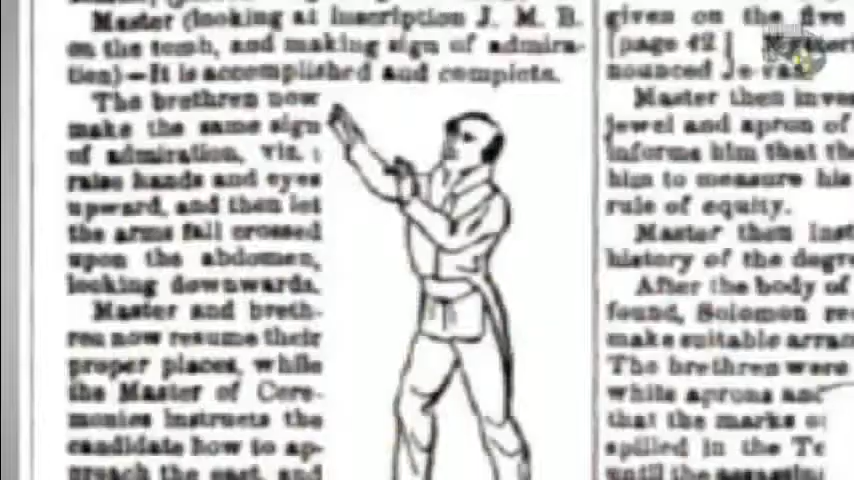 Master (looking at inscription J. M. B.
on the tomb, and making sign of admira-
tion)—It is accomplished and complete.
The brethren now
make the same sign
of admiration, viz. :
raise hands and eyes
upward, and then let
the arms fall crossed
upon the abdomen,
looking downwards.
Master and breth-
ren now resume their
proper places, while
the Master of Cere-
monies instructs the
candidate how to ap-
proach the east, and
given on the five
[page 42]
nounced Je-va
Master then inves
jewel and apron of
informs him that the
him to measure his
rule of equity.
Master then inst
history of the degre
After the body of
found, Solomon re
make suitable arran
The brethren were
while aprons and
that the marks o
spilled in the Te
until the assassins